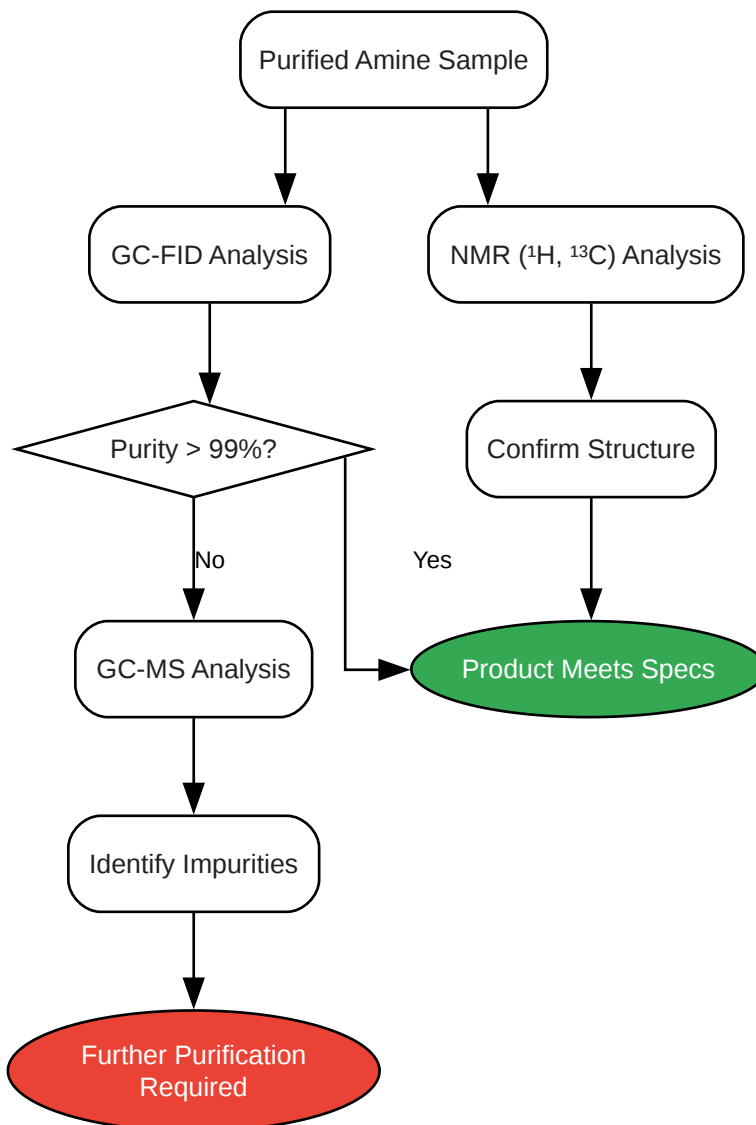 Purified Amine Sample
GC-FID Analysis
NMR (¹H, ¹³C) Analysis
Purity > 99%?
Confirm Structure
No
Yes
GC-MS Analysis
Product Meets Specs
Identify Impurities
Further Purification
Required